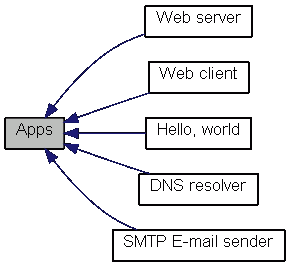 Web server
Web client
Apps
Hello, world
DNS resolver
SMTP E-mail sender